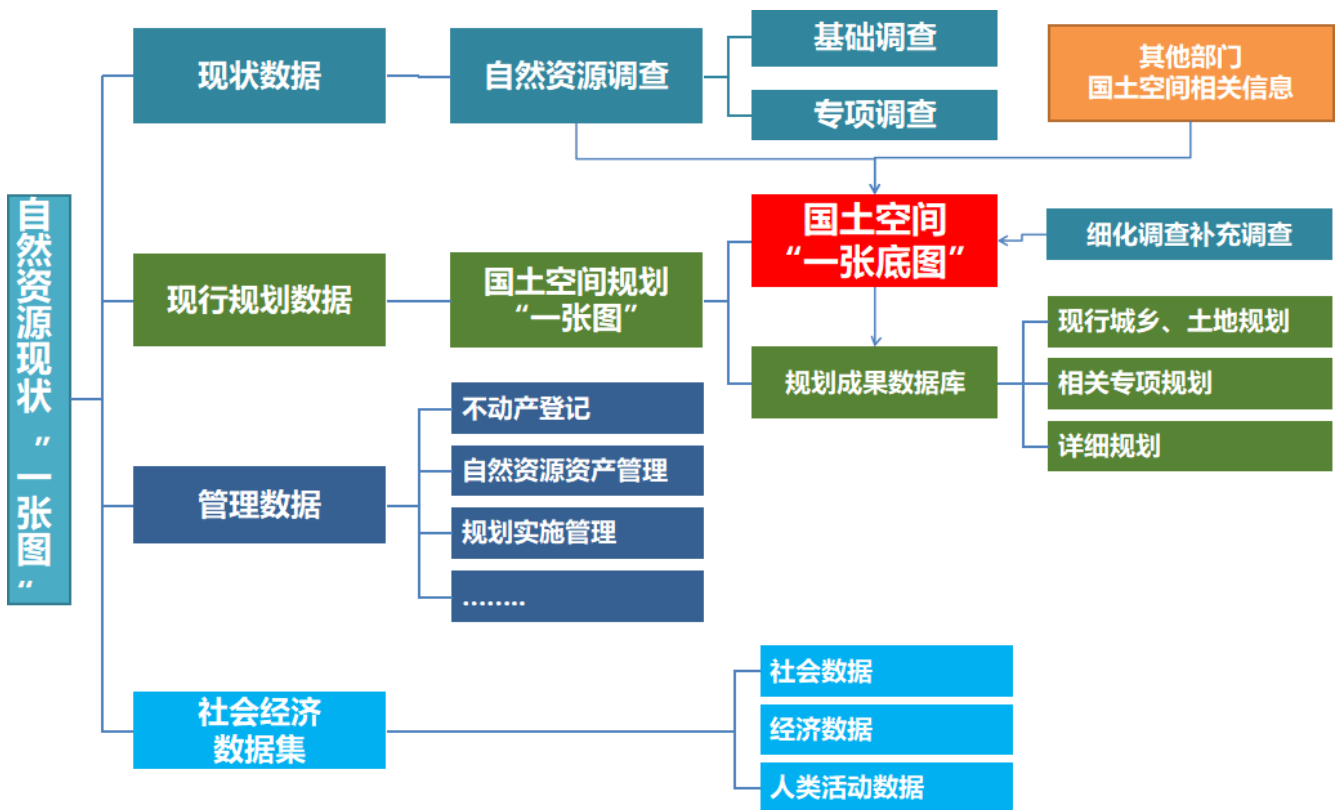 自然资源现状“一张图”
现状数据
自然资源调查
基础调查
专项调查
其他部门
国土空间相关信息
国土空间
“一张底图”
细化调查补充调查
现行规划数据
国土空间规划
“一张图”
规划成果数据库
现行城乡、土地规划
相关专项规划
详细规划
管理数据
不动产登记
自然资源资产管理
规划实施管理
........
社会经济
数据集
社会数据
经济数据
人类活动数据